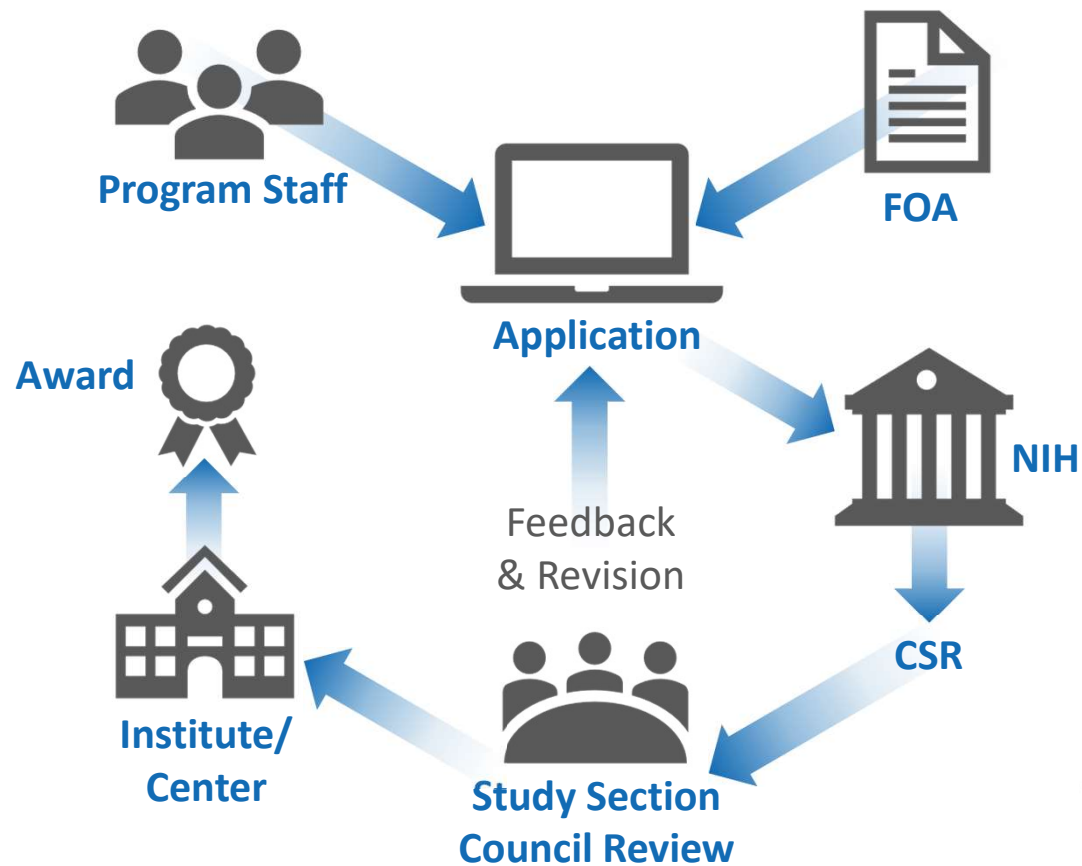 Program Staff
FOA
Application
Award
NIH
Feedback
& Revision
CSR
Institute/
Center
Study Section
Council Review